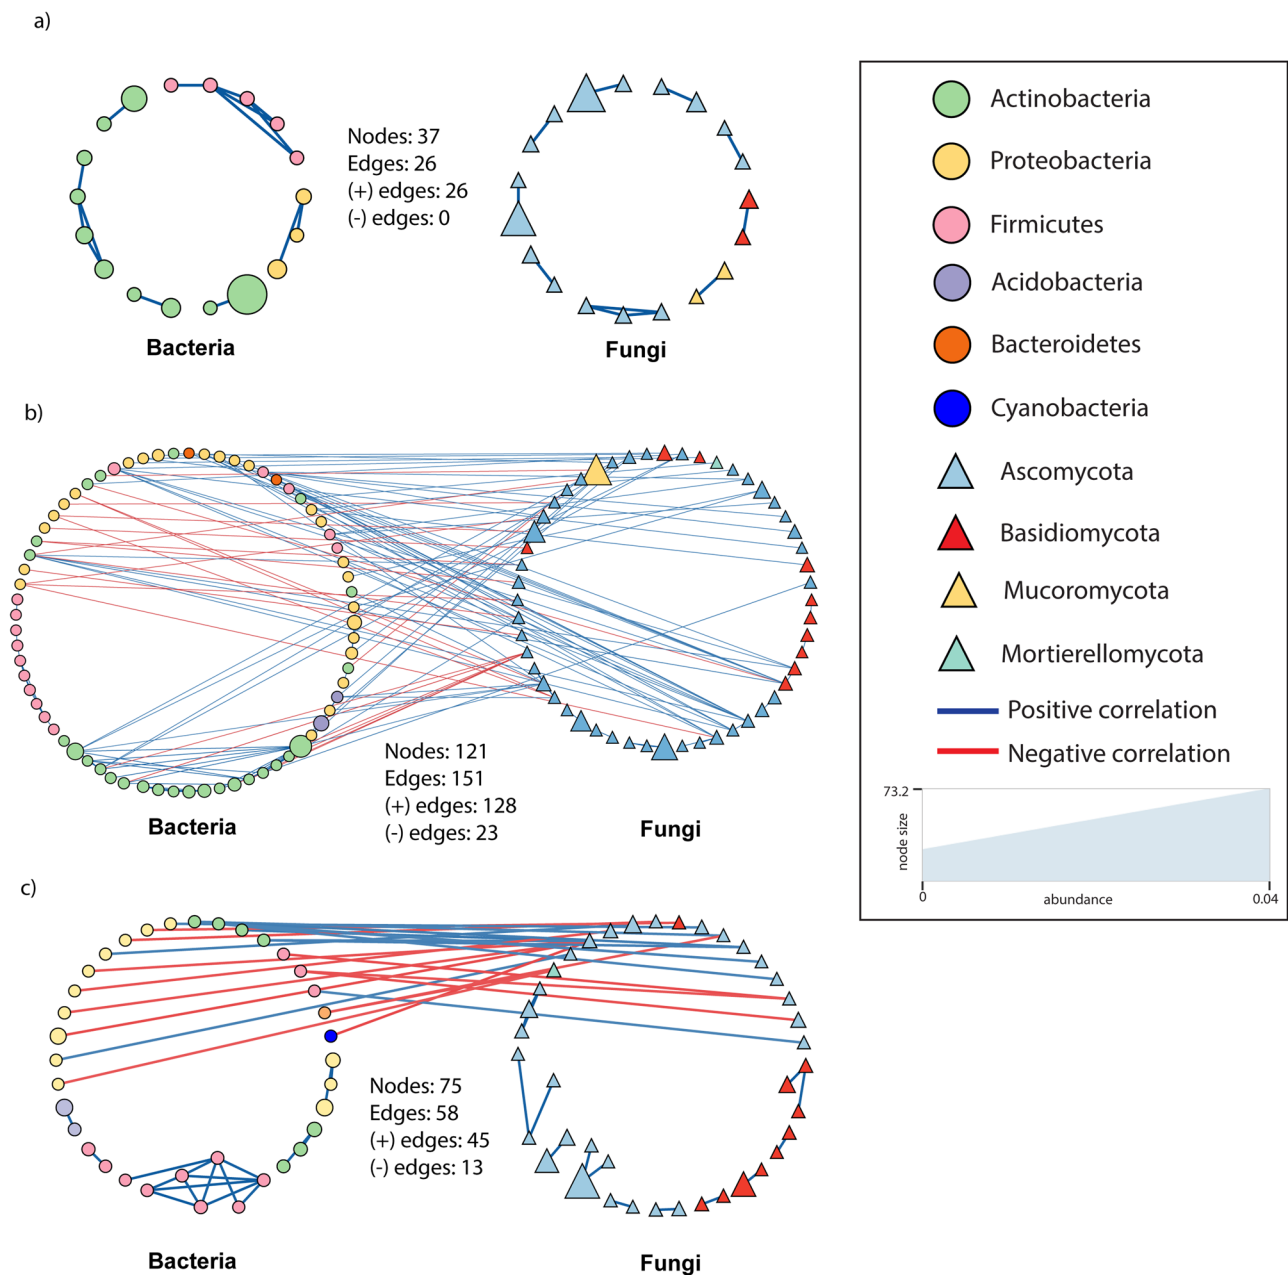 a)
Nodes: 37
Edges: 26
(+) edges: 26
(-) edges: 0
Bacteria
Fungi
b)
Nodes: 121
Edges: 151
(+) edges: 128
(-) edges: 23
Bacteria
Fungi
c)
Nodes: 75
Edges: 58
(+) edges: 45
(-) edges: 13
Bacteria
Fungi
Actinobacteria
Proteobacteria
Firmicutes
Acidobacteria
Bacteroidetes
Cyanobacteria
Ascomycota
Basidiomycota
Mucoromycota
Mortierellomycota
Positive correlation
Negative correlation
73.2
node size
0
abundance
0.04